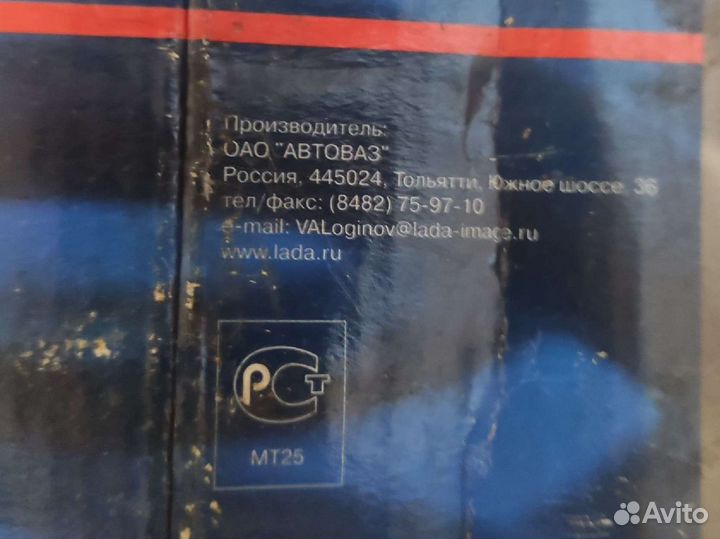 Производитель:
ОАО "АВТОВАЗ"
Россия, 445024, Тольятти, Южное шоссе, 36
тел/факс: (8482) 75-97-10
e-mail: VALoginov@lada-image.ru
www.lada.ru
РСТ
МТ25
Avito